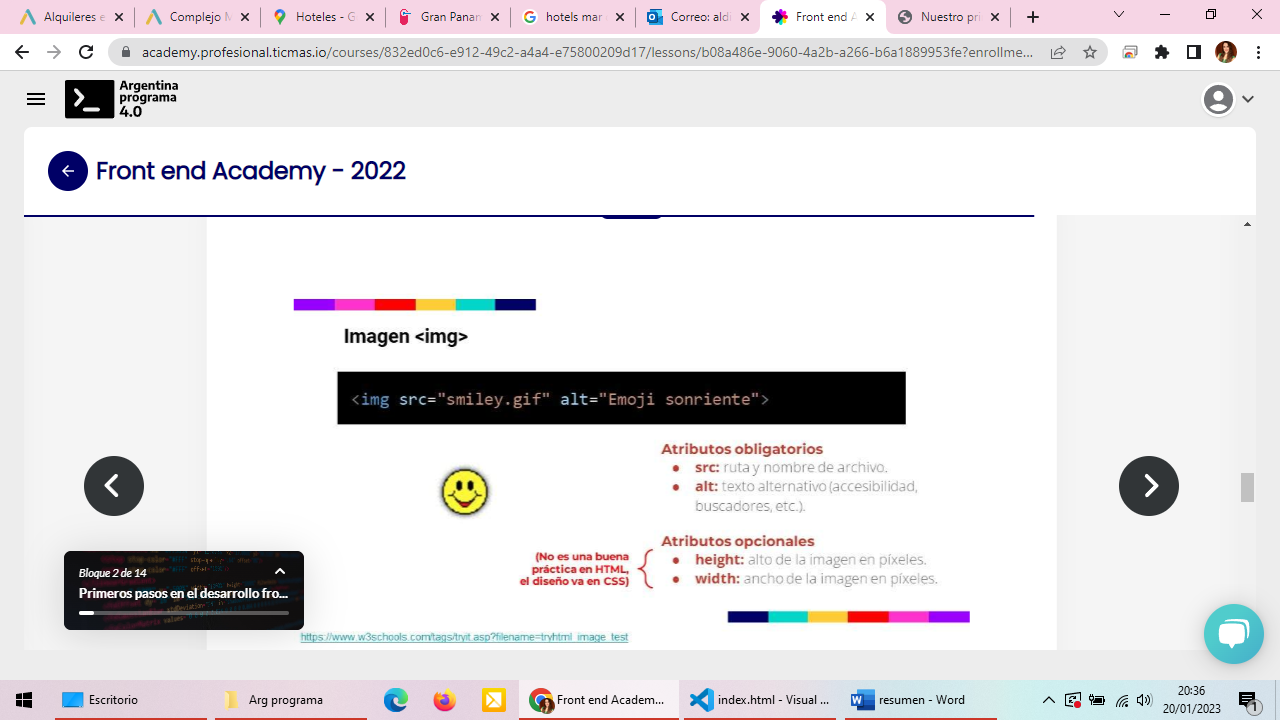 Alquileres e
Complejo M
Hoteles - G
Gran Panam
hotels mar
Correo: aldi
Front end A
Nuestro pri
academy.profesional.ticmas.io/courses/832ed0c6-e912-49c2-a4a4-e75800209d17/lessons/b08a486e-9060-4a2b-a266-b6a1889953fe?enrollme...
Argentina
programa
4.0
Front end Academy - 2022
Imagen <img>
<img src="smiley.gif" alt="Emoji sonriente">
Atributos obligatorios
● src: ruta y nombre de archivo.
● alt: texto alternativo (accesibilidad,
buscadores, etc.).
Atributos opcionales
● height: alto de la imagen en píxeles.
● width: ancho de la imagen en píxeles.
(No es una buena
práctica en HTML,
el diseño va en CSS)
Bloque 2 de 14
Primeros pasos en el desarrollo fro...
https://www.w3schools.com/tags/tryit.asp?filename=tryhtml_image_test
Escritorio
Arg programa
Front end Academ...
index.html - Visual ...
resumen - Word
20:36
20/01/2023
1